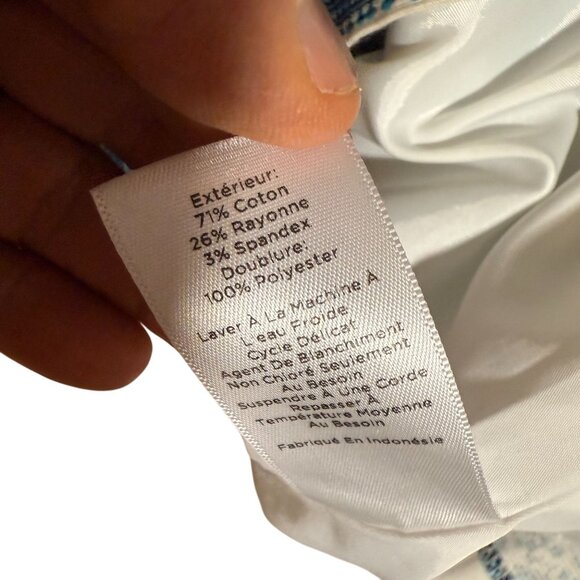 Extérieur:
71% Coton
26% Rayonne
3% Spandex
Doublure:
100% Polyester
Laver À La Machine À
L'eau Froide
Cycle Délicat
Agent De Blanchiment
Non Chloré Seulement
Au Besoin
Suspendre À Une Corde
Repasser À
Température Moyenne
Au Besoin
Fabriqué En Indonésie